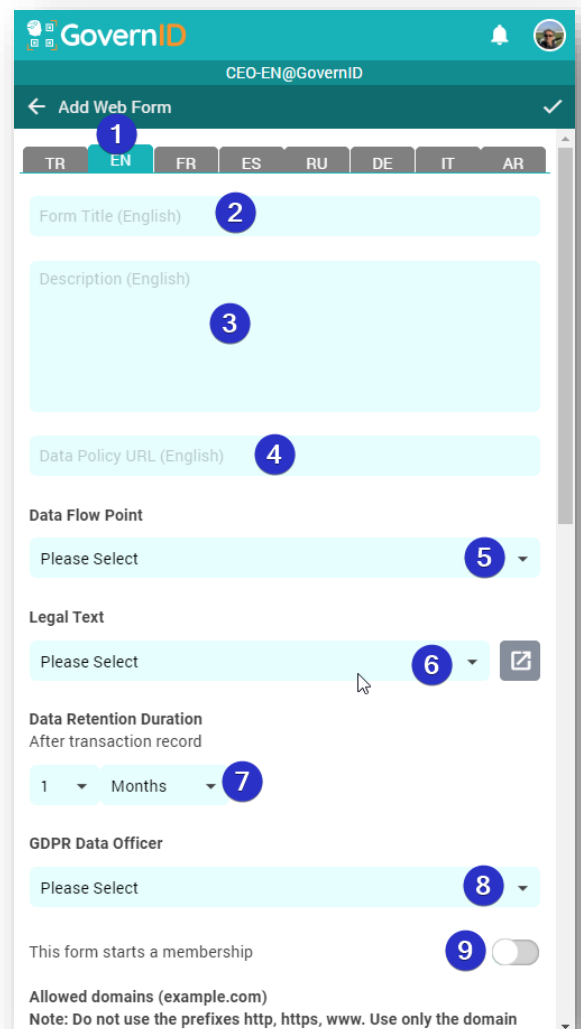 GovernID
CEO-EN@GovernID
Add Web Form
1
TR EN FR ES RU DE IT AR
Form Title (English) 2
Description (English)
3
Data Policy URL (English) 4
Data Flow Point
Please Select 5
Legal Text
Please Select 6
Data Retention Duration
After transaction record
1 Months 7
GDPR Data Officer
Please Select 8
This form starts a membership 9
Allowed domains (example.com)
Note: Do not use the prefixes http, https, www. Use only the domain